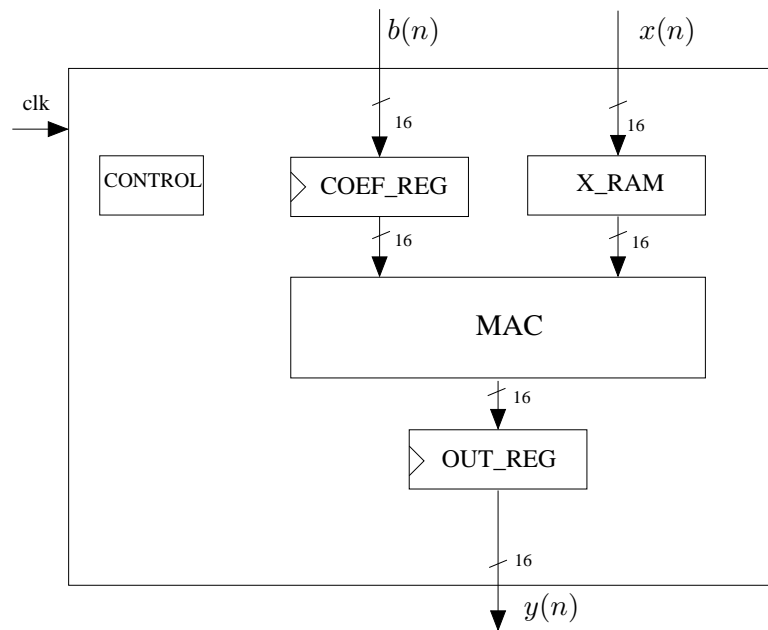 b(n)
x(n)
clk
16
16
CONTROL
COEF_REG
X_RAM
16
16
MAC
16
OUT_REG
16
y(n)